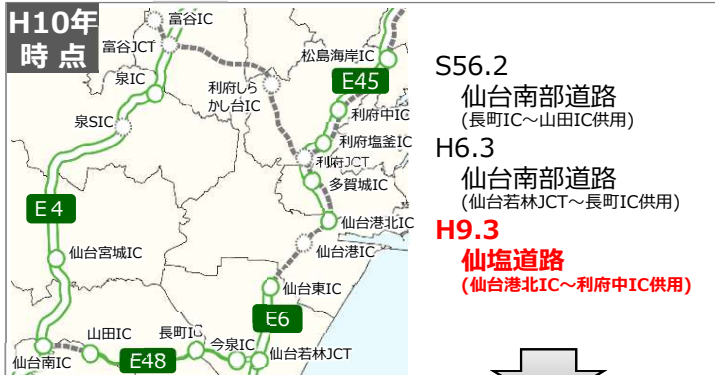 H10年
時点
富谷IC
富谷JCT
泉IC
泉SIC
利府しら
かし台IC
松島海岸IC
E45
利府中IC
利府塩釜IC
利府JCT
多賀城IC
仙台港北IC
仙台港IC
E4
仙台宮城IC
仙台東IC
E6
山田IC
長町IC
今泉IC
仙台若林JCT
仙台南IC
E48
S56.2
仙台南部道路
(長町IC～山田IC供用)
H6.3
仙台南部道路
(仙台若林JCT～長町IC供用)
H9.3
仙塩道路
(仙台港北IC～利府中IC供用)